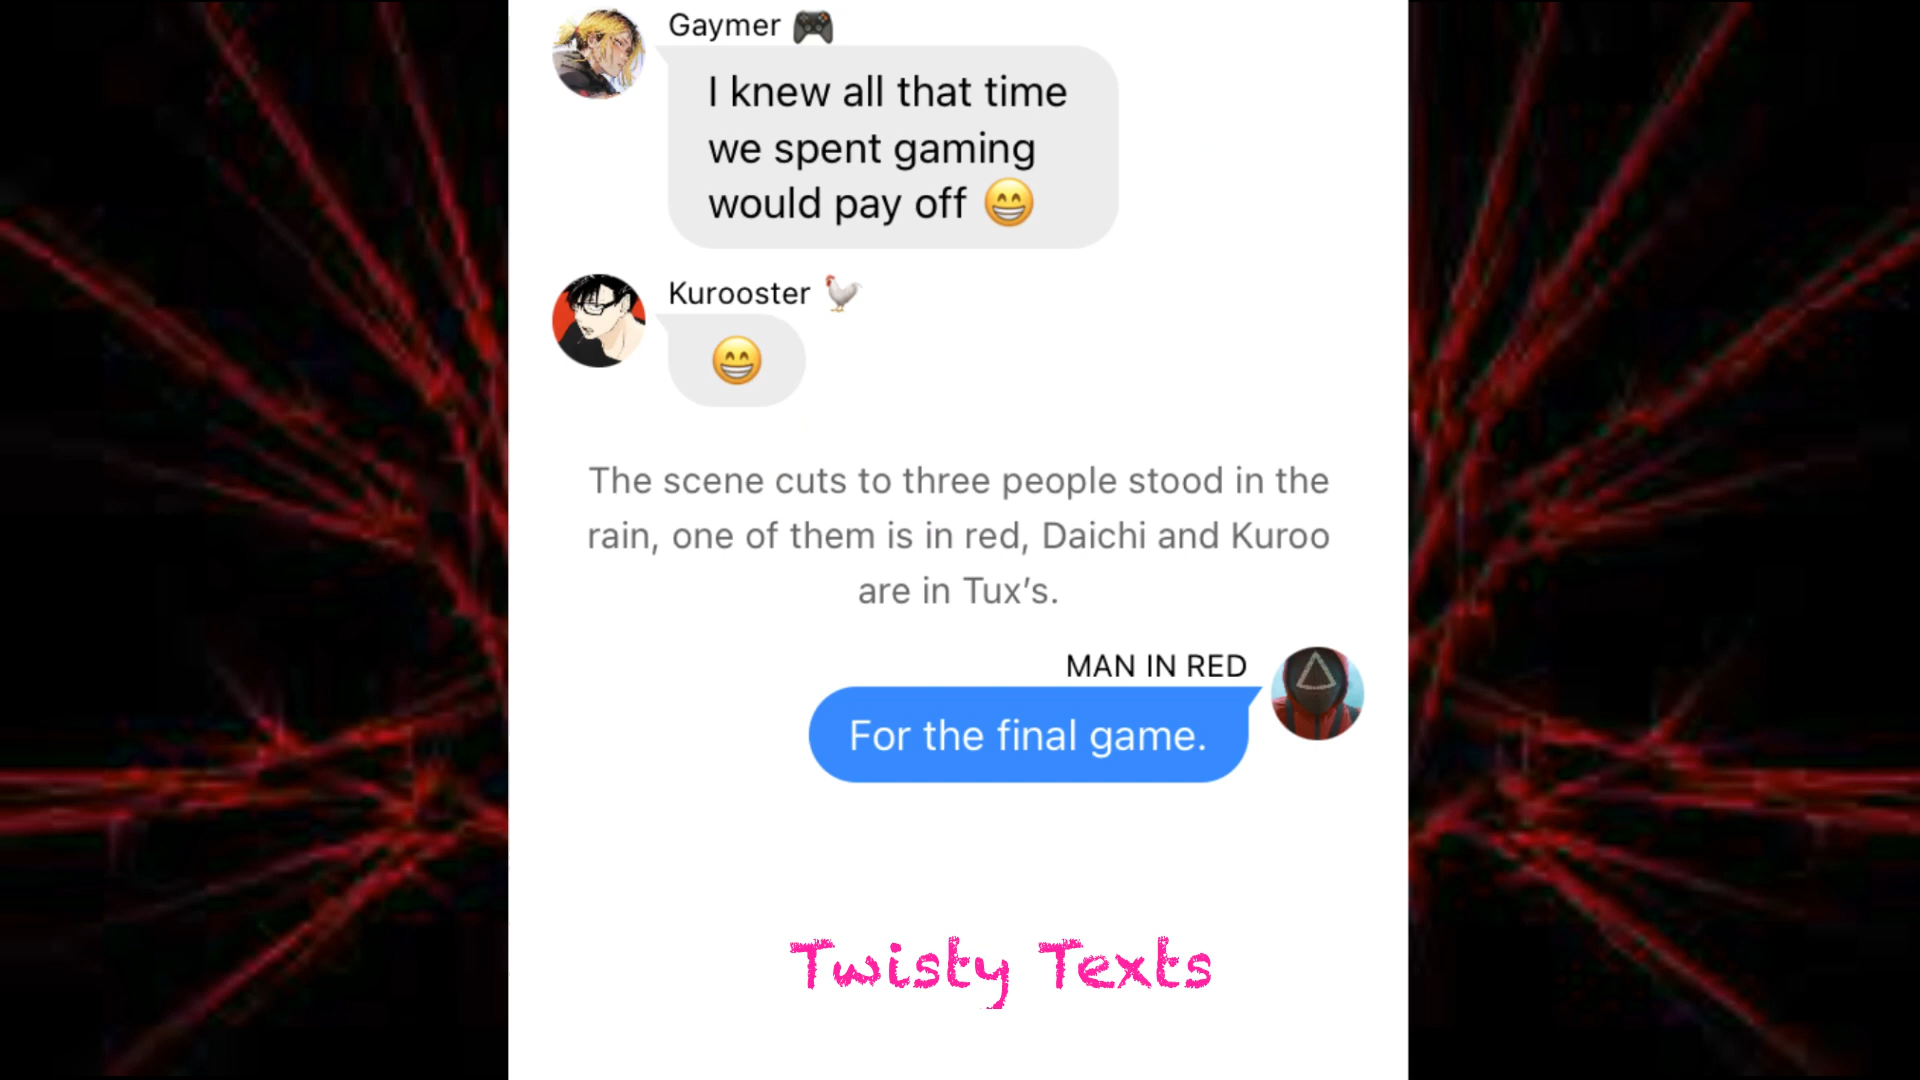 Gaymer 🎮
I knew all that time
we spent gaming
would pay off 😁
Kurooster 🐓
😁
The scene cuts to three people stood in the
rain, one of them is in red, Daichi and Kuroo
are in Tux’s.
MAN IN RED
For the final game.
Twisty Texts